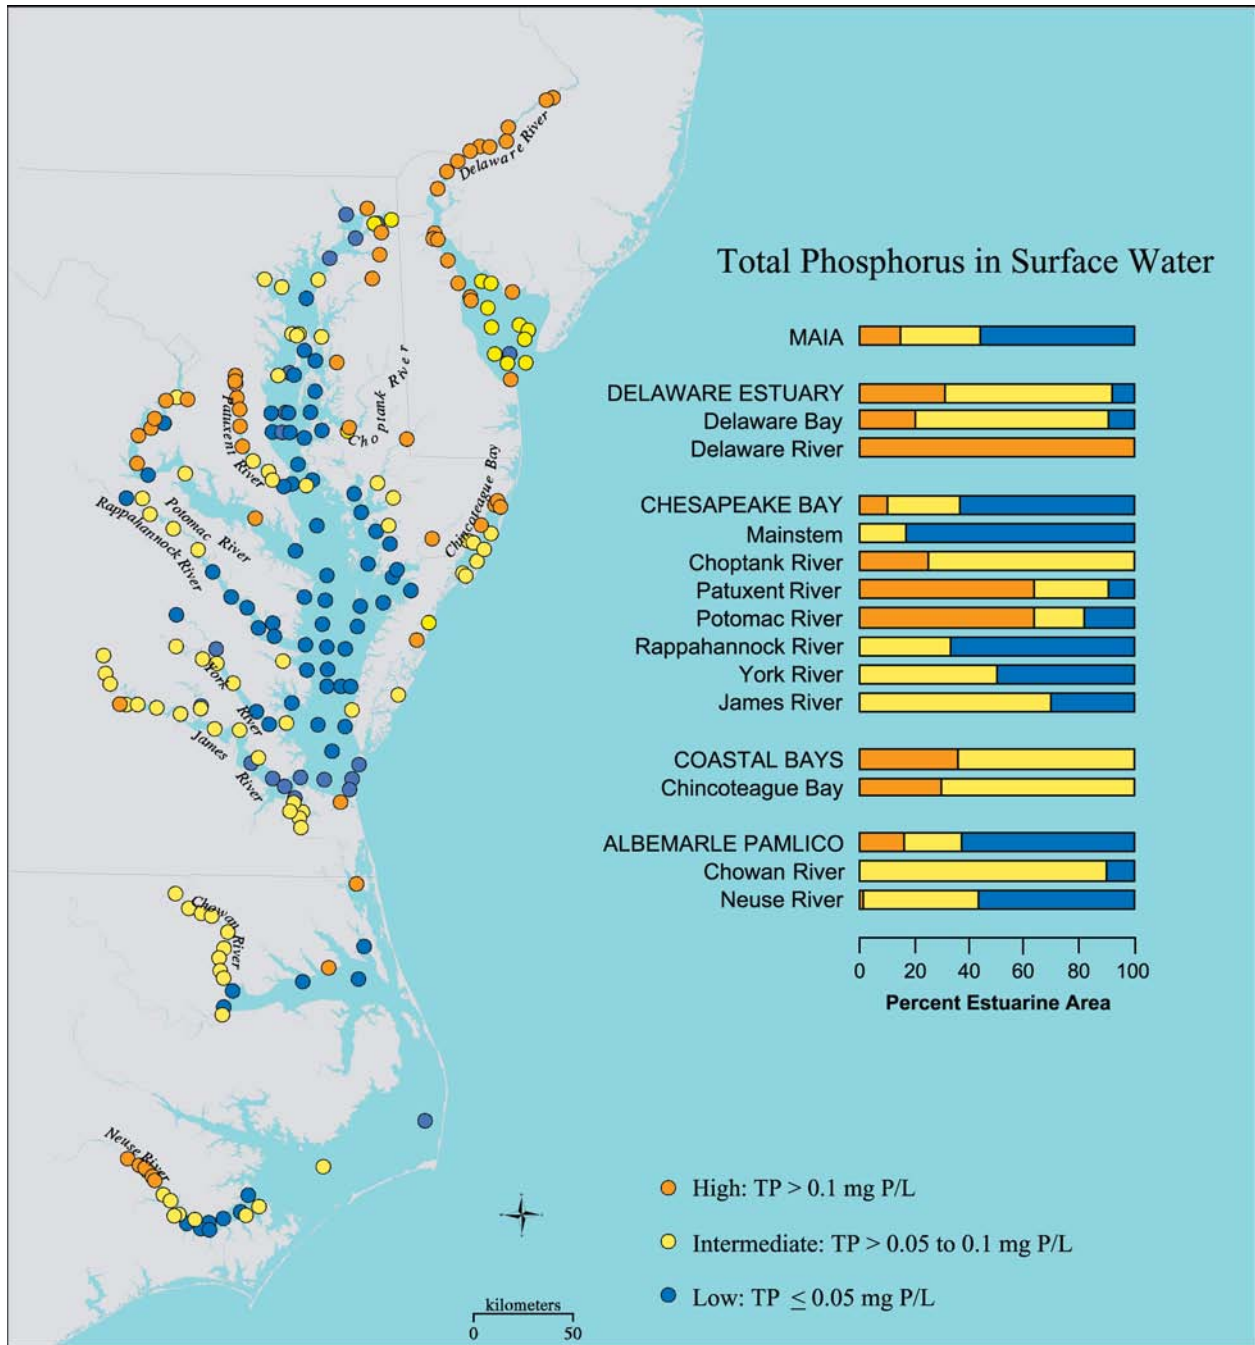 Delaware River
Total Phosphorus in Surface Water
MAIA
DELAWARE ESTUARY
Delaware Bay
Delaware River
CHESAPEAKE BAY
Mainstem
Choptank River
Patuxent River
Potomac River
Rappahannock River
York River
James River
COASTAL BAYS
Chincoteague Bay
ALBEMARLE PAMLICO
Chowan River
Neuse River
0 20 40 60 80 100
Percent Estuarine Area
Choptank River
Patuxent River
Chincoteague Bay
Potomac River
Rappahannock River
York River
James River
Chowan River
Neuse River
High: TP > 0.1 mg P/L
Intermediate: TP > 0.05 to 0.1 mg P/L
Low: TP ≤ 0.05 mg P/L
kilometers
0 50